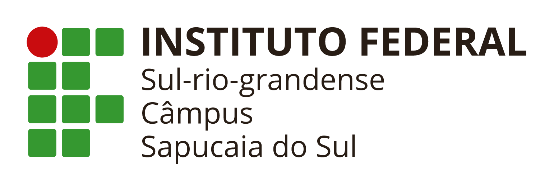 INSTITUTO FEDERAL
Sul-rio-grandense
Câmpus
Sapucaia do Sul